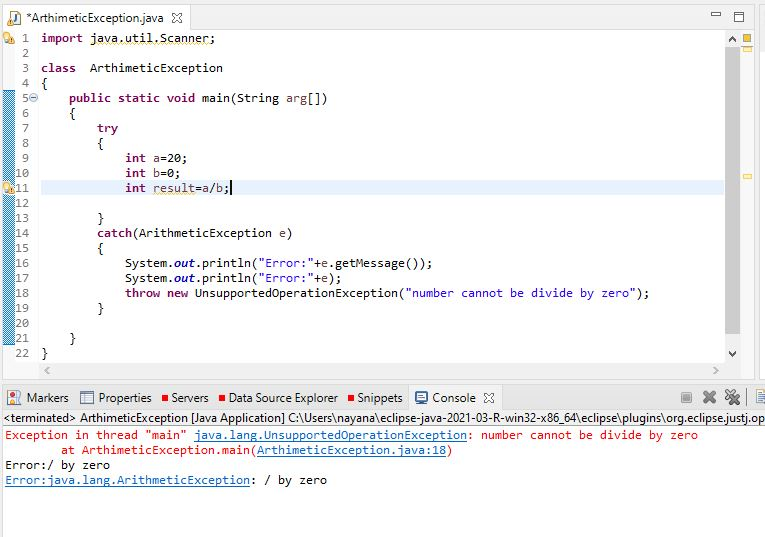 *ArthimeticException.java
1 import java.util.Scanner;
2
3 class  ArthimeticException
4 {
5     public static void main(String arg[])
6     {
7         try
8         {
9             int a=20;
10             int b=0;
11             int result=a/b;
12
13         }
14         catch(ArithmeticException e)
15         {
16             System.out.println("Error:"+e.getMessage());
17             System.out.println("Error:"+e);
18             throw new UnsupportedOperationException("number cannot be divide by zero");
19         }
20
21     }
22 }
Markers Properties Servers Data Source Explorer Snippets Console
<terminated> ArthimeticException [Java Application] C:\Users\nayana\eclipse-java-2021-03-R-win32-x86_64\eclipse\plugins\org.eclipse.justj.op
Exception in thread "main" java.lang.UnsupportedOperationException: number cannot be divide by zero
        at ArthimeticException.main(ArthimeticException.java:18)
Error:/ by zero
Error:java.lang.ArithmeticException: / by zero